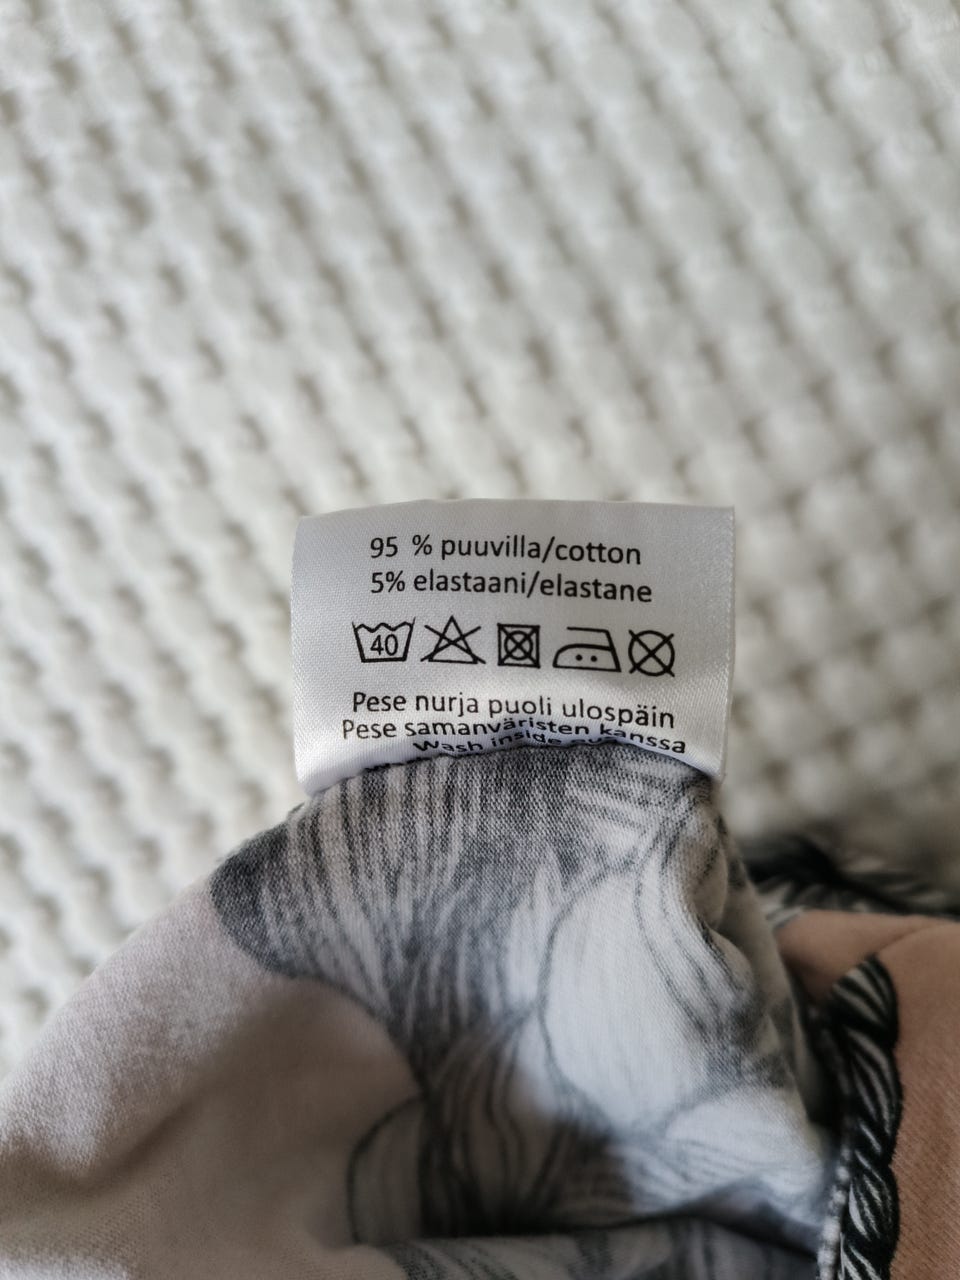 95 % puuvilla/cotton
5% elastaani/elastane
40
Pese nurja puoli ulospäin
Pese samanväristen kanssa
Wash inside